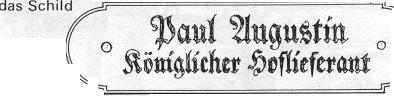 das Schild
Paul Augustin
Königlicher Hoflieferant